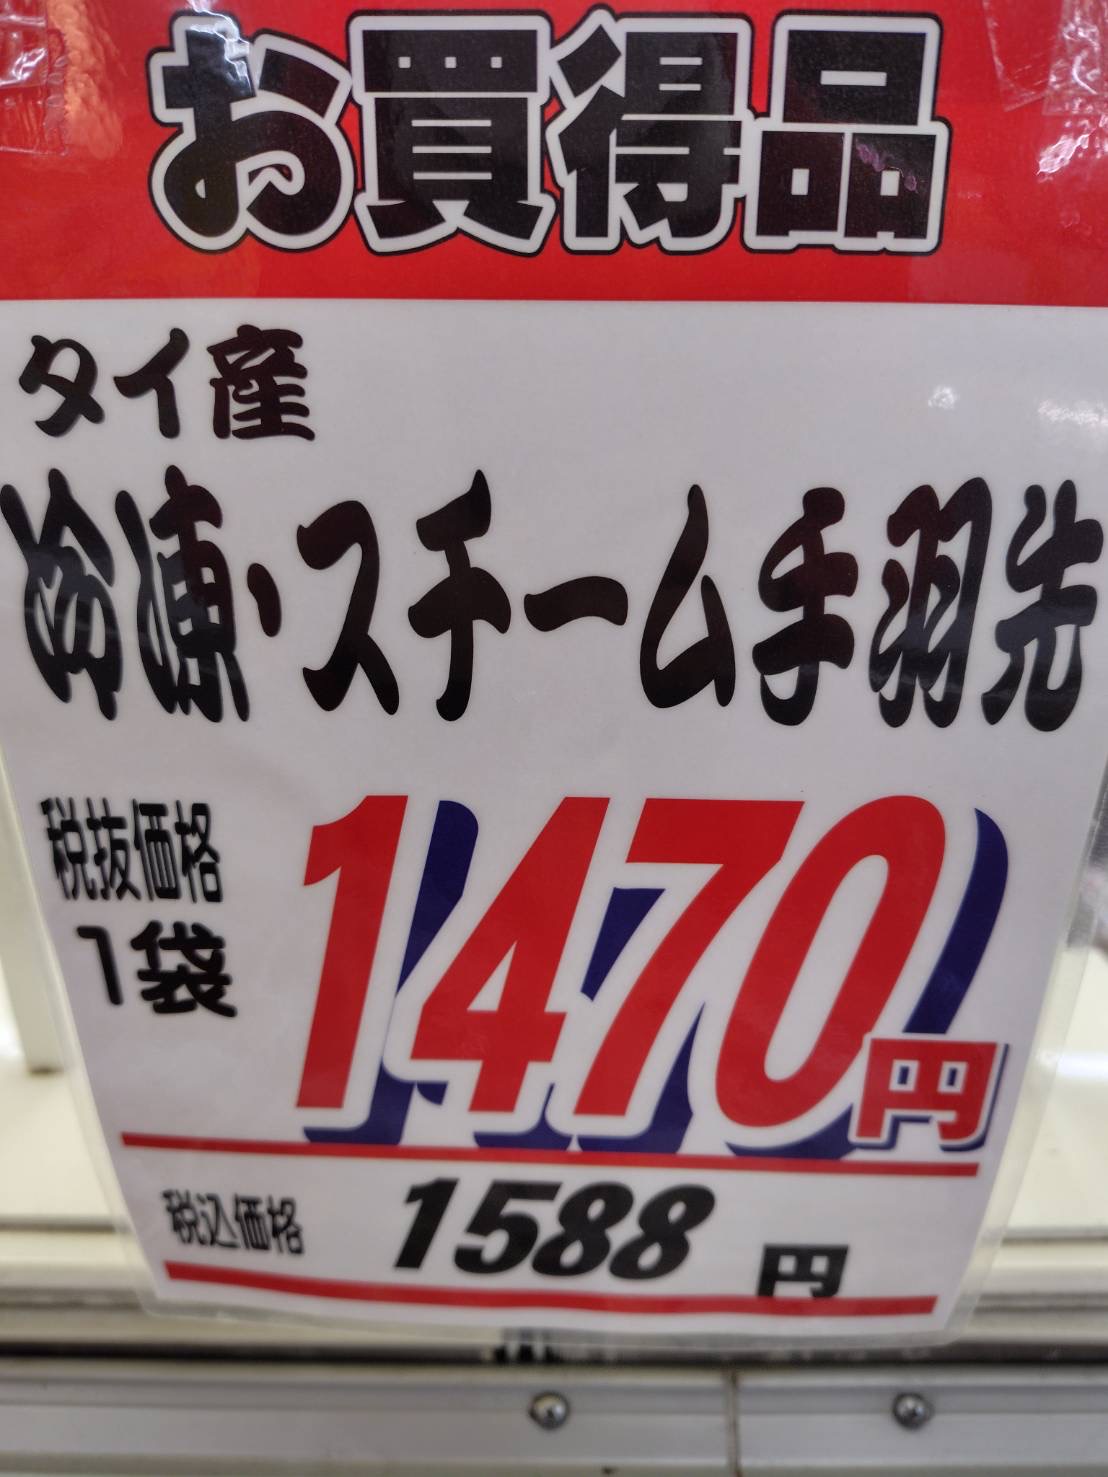 お買得品
タイ産
冷凍・スチーム手羽先
税抜価格
1袋
1470円
税込価格 1588円